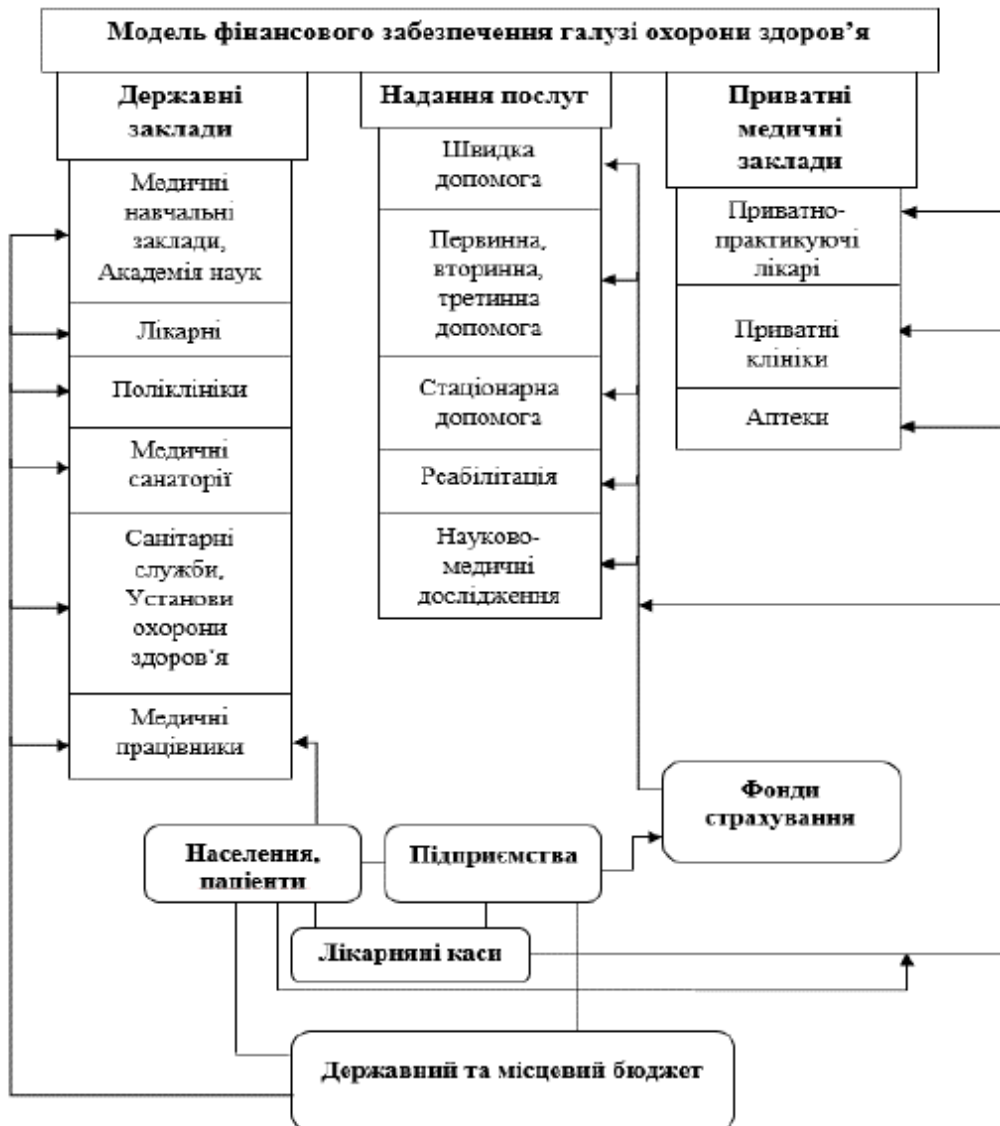 Модель фінансового забезпечення галузі охорони здоров’я
Державні
заклади
Медичні
навчальні
заклади,
Академія наук
Лікарні
Поліклініки
Медичні
санаторії
Санітарні
служби,
Установи
охорони
здоров’я
Медичні
працівники
Надання послуг
Швидка
допомога
Первинна,
вторинна,
третинна
допомога
Стаціонарна
допомога
Реабілітація
Науково-
медичні
дослідження
Приватні
медичні
заклади
Приватно-
практикуючі
лікарі
Приватні
клініки
Аптеки
Фонди
страхування
Населення,
пацієнти
Підприємства
Лікарняні каси
Державний та місцевий бюджет